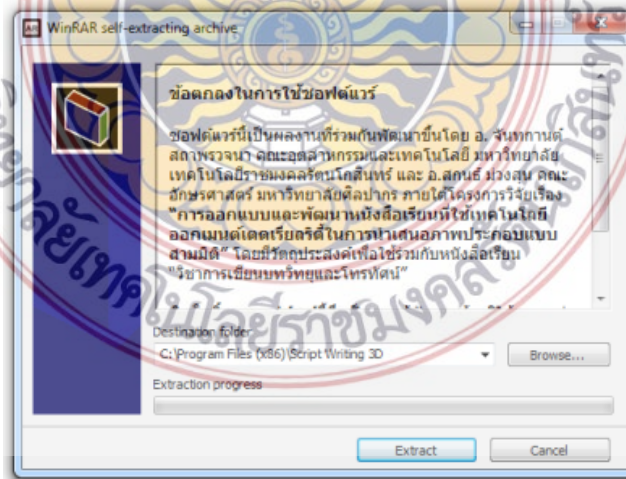 WinRAR self-extracting archive
ข้อตกลงในการใช้ซอฟต์แวร์
ซอฟต์แวร์นี้เป็นผลงานที่ร่วมกันพัฒนาขึ้นโดย อ. จันทกานต์
สถาพรวจนา คณะอุตสาหกรรมและเทคโนโลยี มหาวิทยาลัย
เทคโนโลยีราชมงคลรัตนโกสินทร์ และ อ.สกนธ์ ม่วงสุน คณะ
อักษรศาสตร์ มหาวิทยาลัยศิลปากร ภายใต้โครงการวิจัยเรื่อง
"การออกแบบและพัฒนาหนังสือเรียนที่ใช้เทคโนโลยี
ออกเมนต์เตดเรียลริตี้ในการนำเสนอภาพประกอบแบบ
สามมิติ" โดยมีวัตถุประสงค์เพื่อใช้ร่วมกับหนังสือเรียน
"วิชาการเขียนบทวิทยุและโทรทัศน์"
Destination folder
C:\Program Files (x86)\Script Writing 3D
Browse...
Extraction progress
Extract
Cancel